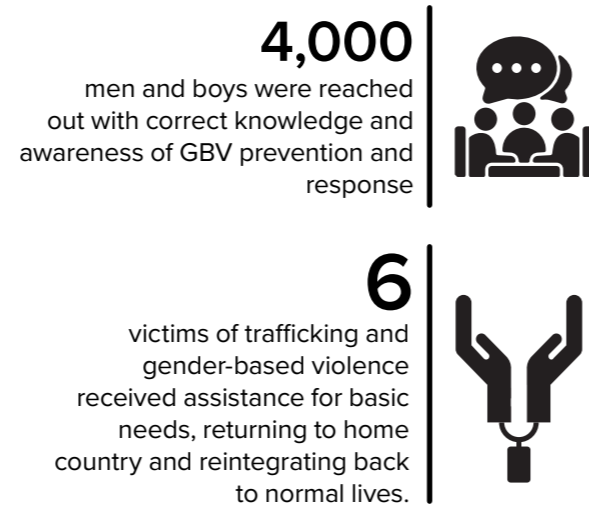 4,000
men and boys were reached
out with correct knowledge and
awareness of GBV prevention and
response
6
victims of trafficking and
gender-based violence
received assistance for basic
needs, returning to home
country and reintegrating back
to normal lives.